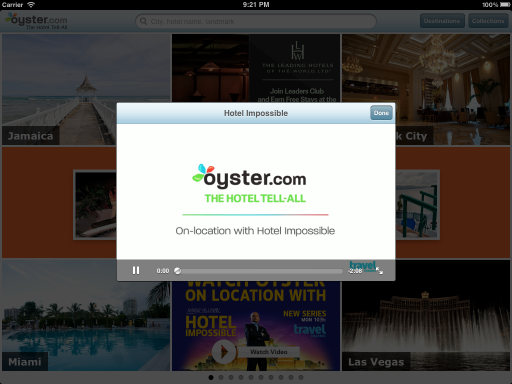 Carrier 9:21 PM 100%
oyster.com
The Hotel Tell-All
City, hotel name, landmark
Destinations
Collections
THE LEADING HOTELS
OF THE WORLD LTD
Join Leaders Club
and Earn Free Stays at the
Jamaica
k City
Hotel Impossible
Done
oyster.com
THE HOTEL TELL-ALL
On-location with Hotel Impossible
travel
0:00
-2:06
WATCH OYSTER
ON LOCATION WITH
HOTEL
IMPOSSIBLE
NEW SERIES
travel
Watch Video
Miami
Las Vegas